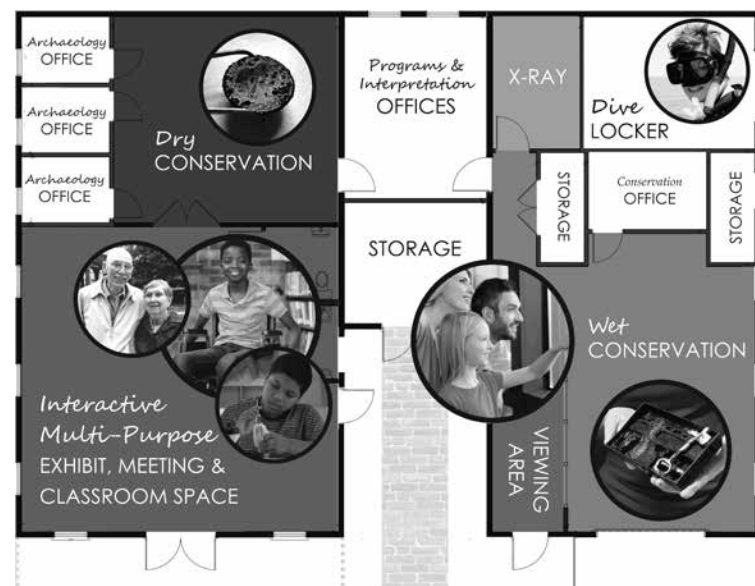 Archaeology
OFFICE
Archaeology
OFFICE
Archaeology
OFFICE
Dry
CONSERVATION
Programs &
Interpretation
OFFICES
X-RAY
Dive
LOCKER
STORAGE
Conservation
OFFICE
STORAGE
STORAGE
Wet
CONSERVATION
Interactive
Multi-Purpose
EXHIBIT, MEETING &
CLASSROOM SPACE
VIEWING
AREA